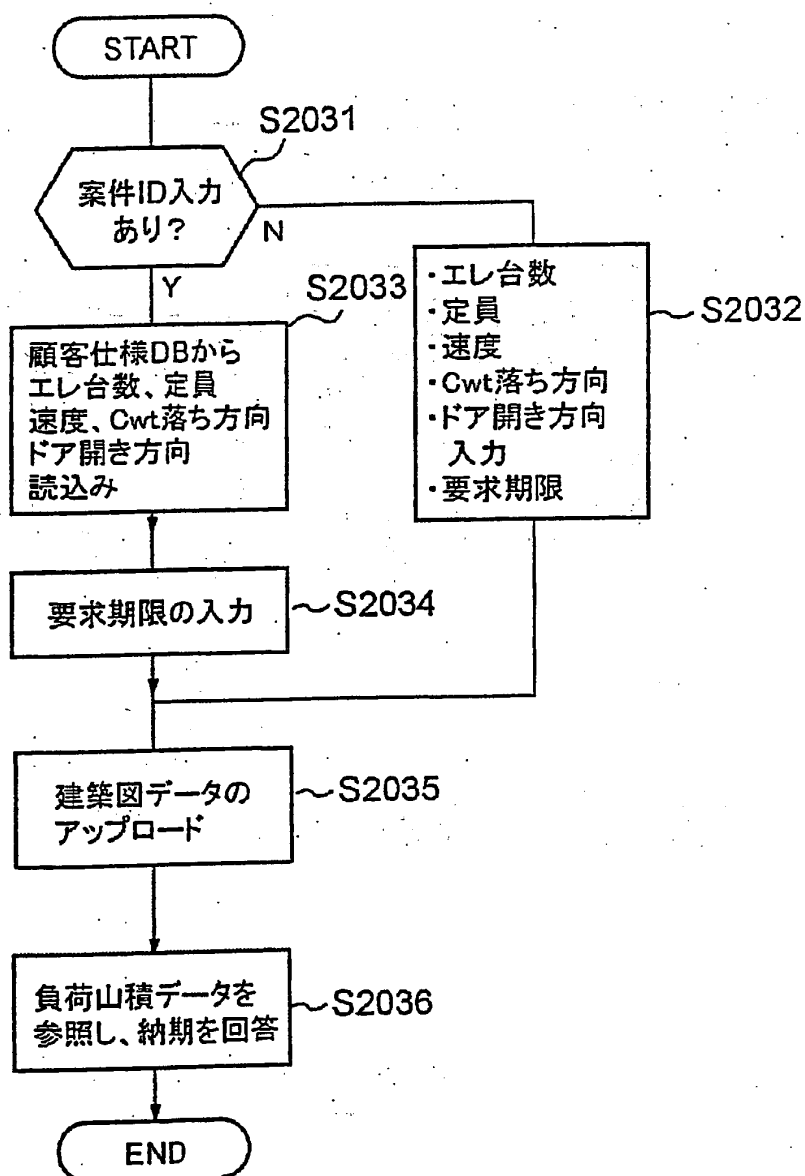 START
S2031
案件ID入力
あり？
N
Y
S2033
顧客仕様DBから
エレ台数、定員
速度、Cwt落ち方向
ドア開き方向
読込み
・エレ台数
・定員
・速度
・Cwt落ち方向
・ドア開き方向
入力
・要求期限
S2032
要求期限の入力
S2034
建築図データの
アップロード
S2035
負荷山積データを
参照し、納期を回答
S2036
END